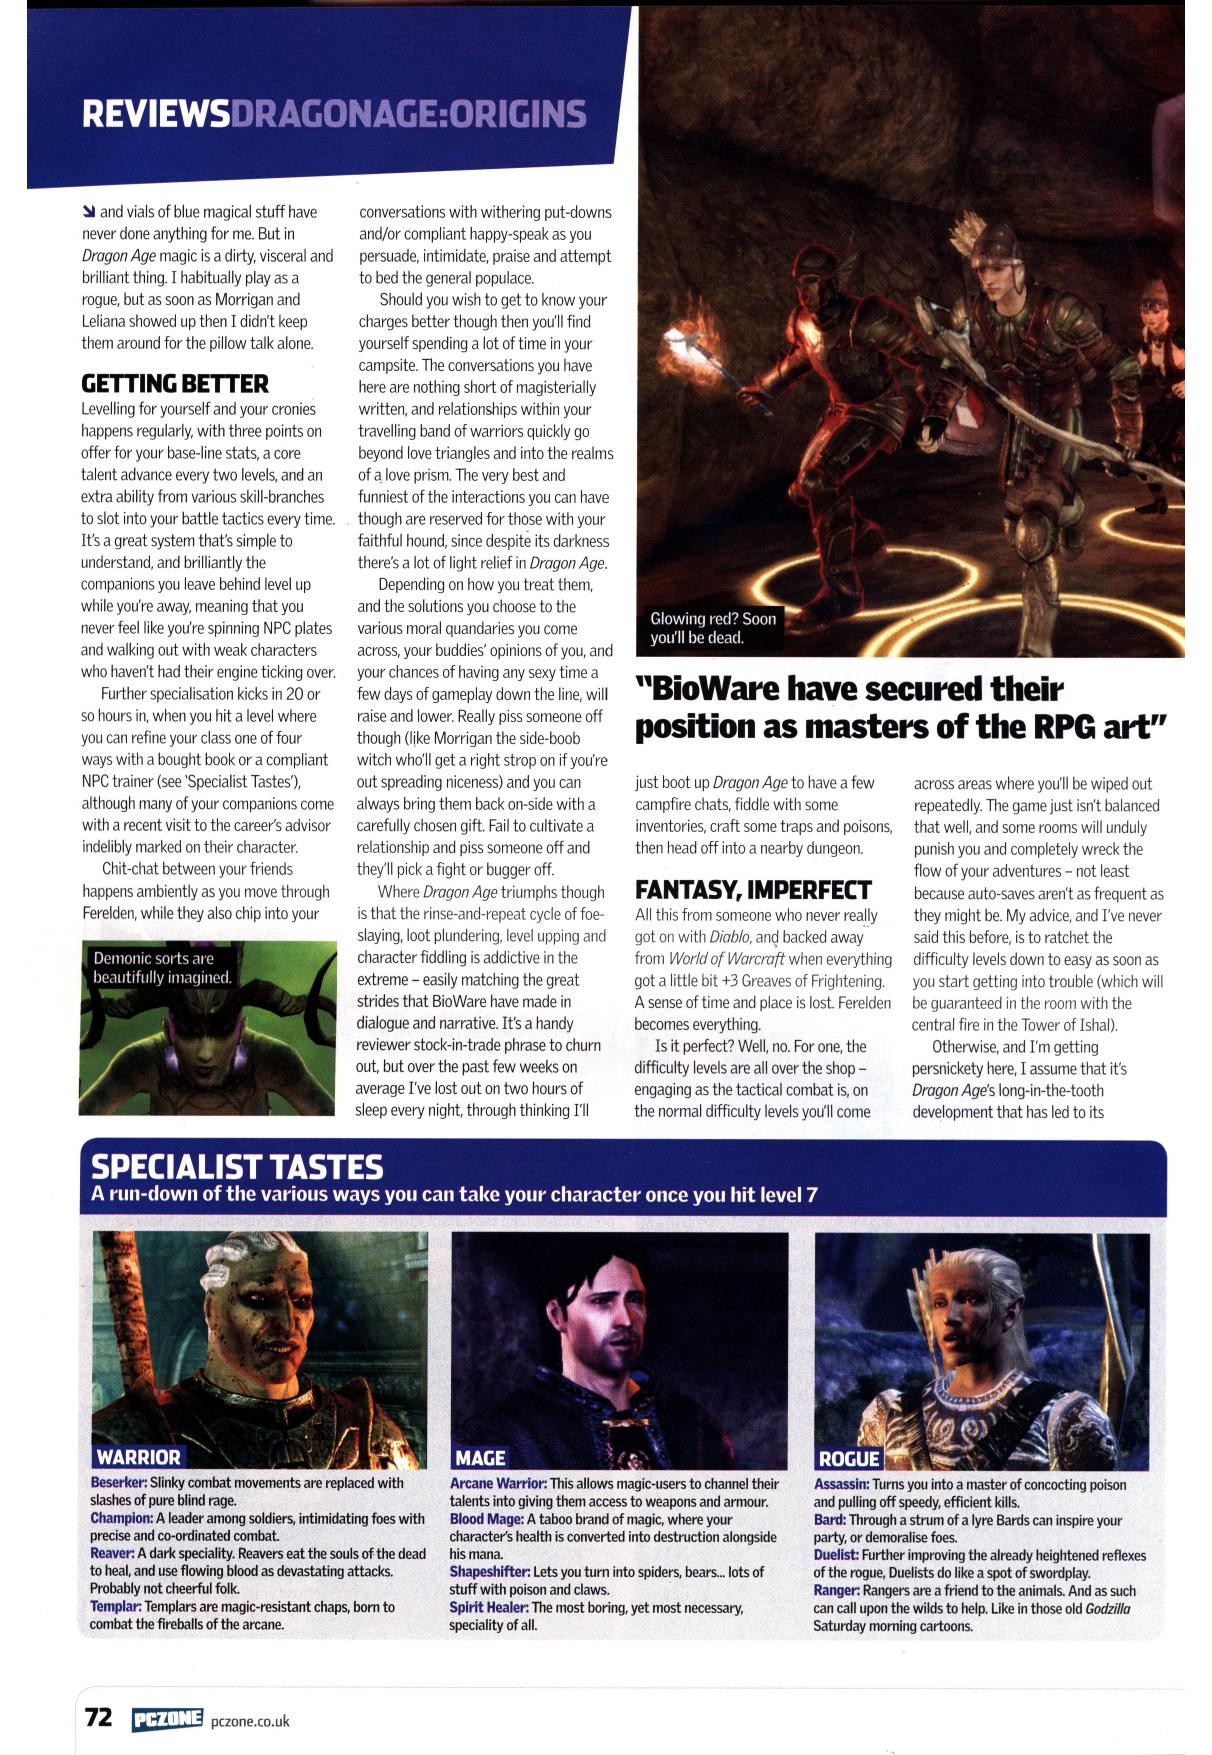 REVIEWSDRAGONAGE:ORIGINS
and vials of blue magical stuff have
never done anything for me. But in
Dragon Age magic is a dirty, visceral and
brilliant thing. I habitually play as a
rogue, but as soon as Morrigan and
Leliana showed up then I didn't keep
them around for the pillow talk alone.
GETTING BETTER
Levelling for yourself and your cronies
happens regularly, with three points on
offer for your base-line stats, a core
talent advance every two levels, and an
extra ability from various skill-branches
to slot into your battle tactics every time.
It's a great system that's simple to
understand, and brilliantly the
companions you leave behind level up
while you're away, meaning that you
never feel like you're spinning NPC plates
and walking out with weak characters
who haven't had their engine ticking over.
Further specialisation kicks in 20 or
so hours in, when you hit a level where
you can refine your class one of four
ways with a bought book or a compliant
NPC trainer (see 'Specialist Tastes'),
although many of your companions come
with a recent visit to the career's advisor
indelibly marked on their character.
Chit-chat between your friends
happens ambiently as you move through
Ferelden, while they also chip into your
Demonic sorts are
beautifully imagined.
conversations with withering put-downs
and/or compliant happy-speak as you
persuade, intimidate, praise and attempt
to bed the general populace.
Should you wish to get to know your
charges better though then you'll find
yourself spending a lot of time in your
campsite. The conversations you have
here are nothing short of magisterially
written, and relationships within your
travelling band of warriors quickly go
beyond love triangles and into the realms
of a love prism. The very best and
funniest of the interactions you can have
though are reserved for those with your
faithful hound, since despite its darkness
there's a lot of light relief in Dragon Age.
Depending on how you treat them,
and the solutions you choose to the
various moral quandaries you come
across, your buddies' opinions of you, and
your chances of having any sexy time a
few days of gameplay down the line, will
raise and lower. Really piss someone off
though (like Morrigan the side-boob
witch who'll get a right strop on if you're
out spreading niceness) and you can
always bring them back on-side with a
carefully chosen gift. Fail to cultivate a
relationship and piss someone off and
they'll pick a fight or bugger off.
Where Dragon Age triumphs though
is that the rinse-and-repeat cycle of foe-
slaying, loot plundering, level upping and
character fiddling is addictive in the
extreme – easily matching the great
strides that BioWare have made in
dialogue and narrative. It's a handy
reviewer stock-in-trade phrase to churn
out, but over the past few weeks on
average I've lost out on two hours of
sleep every night, through thinking I'll
Glowing red? Soon
you'll be dead.
"BioWare have secured their
position as masters of the RPG art"
just boot up Dragon Age to have a few
campfire chats, fiddle with some
inventories, craft some traps and poisons,
then head off into a nearby dungeon.
FANTASY, IMPERFECT
All this from someone who never really
got on with Diablo, and backed away
from World of Warcraft when everything
got a little bit +3 Greaves of Frightening.
A sense of time and place is lost. Ferelden
becomes everything.
Is it perfect? Well, no. For one, the
difficulty levels are all over the shop –
engaging as the tactical combat is, on
the normal difficulty levels you'll come
across areas where you'll be wiped out
repeatedly. The game just isn't balanced
that well, and some rooms will unduly
punish you and completely wreck the
flow of your adventures – not least
because auto-saves aren't as frequent as
they might be. My advice, and I've never
said this before, is to ratchet the
difficulty levels down to easy as soon as
you start getting into trouble (which will
be guaranteed in the room with the
central fire in the Tower of Ishal).
Otherwise, and I'm getting
persnickety here, I assume that it's
Dragon Age's long-in-the-tooth
development that has led to its
SPECIALIST TASTES
A run-down of the various ways you can take your character once you hit level 7
WARRIOR
Beserker: Slinky combat movements are replaced with
slashes of pure blind rage.
Champion: A leader among soldiers, intimidating foes with
precise and co-ordinated combat.
Reaver: A dark speciality. Reavers eat the souls of the dead
to heal, and use flowing blood as devastating attacks.
Probably not cheerful folk.
Templar: Templars are magic-resistant chaps, born to
combat the fireballs of the arcane.
MAGE
Arcane Warrior: This allows magic-users to channel their
talents into giving them access to weapons and armour.
Blood Mage: A taboo brand of magic, where your
character's health is converted into destruction alongside
his mana.
Shapeshifter: Lets you turn into spiders, bears... lots of
stuff with poison and claws.
Spirit Healer: The most boring, yet most necessary,
speciality of all.
ROGUE
Assassin: Turns you into a master of concocting poison
and pulling off speedy, efficient kills.
Bard: Through a strum of a lyre Bards can inspire your
party, or demoralise foes.
Duelist: Further improving the already heightened reflexes
of the rogue, Duelists do like a spot of swordplay.
Ranger: Rangers are a friend to the animals. And as such
can call upon the wilds to help. Like in those old Godzilla
Saturday morning cartoons.
72 PCZONE pczone.co.uk